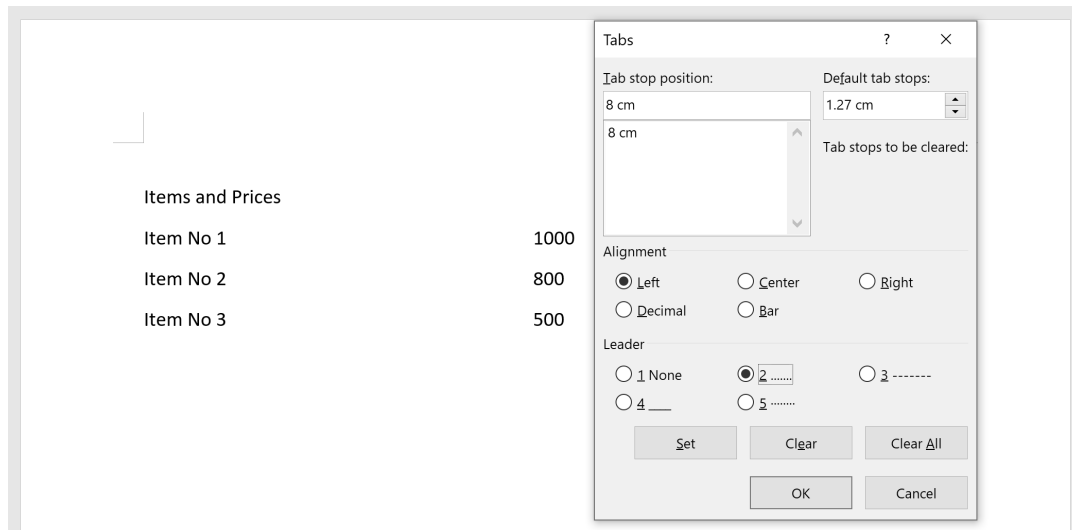 Items and Prices
Item No 1 1000
Item No 2 800
Item No 3 500
Tabs ? ×
Tab stop position:
8 cm
8 cm
Default tab stops:
1.27 cm
Tab stops to be cleared:
Alignment
Left Center Right
Decimal Bar
Leader
1 None 2 ....... 3 -------
4 ___ 5 ········
Set Clear Clear All
OK Cancel